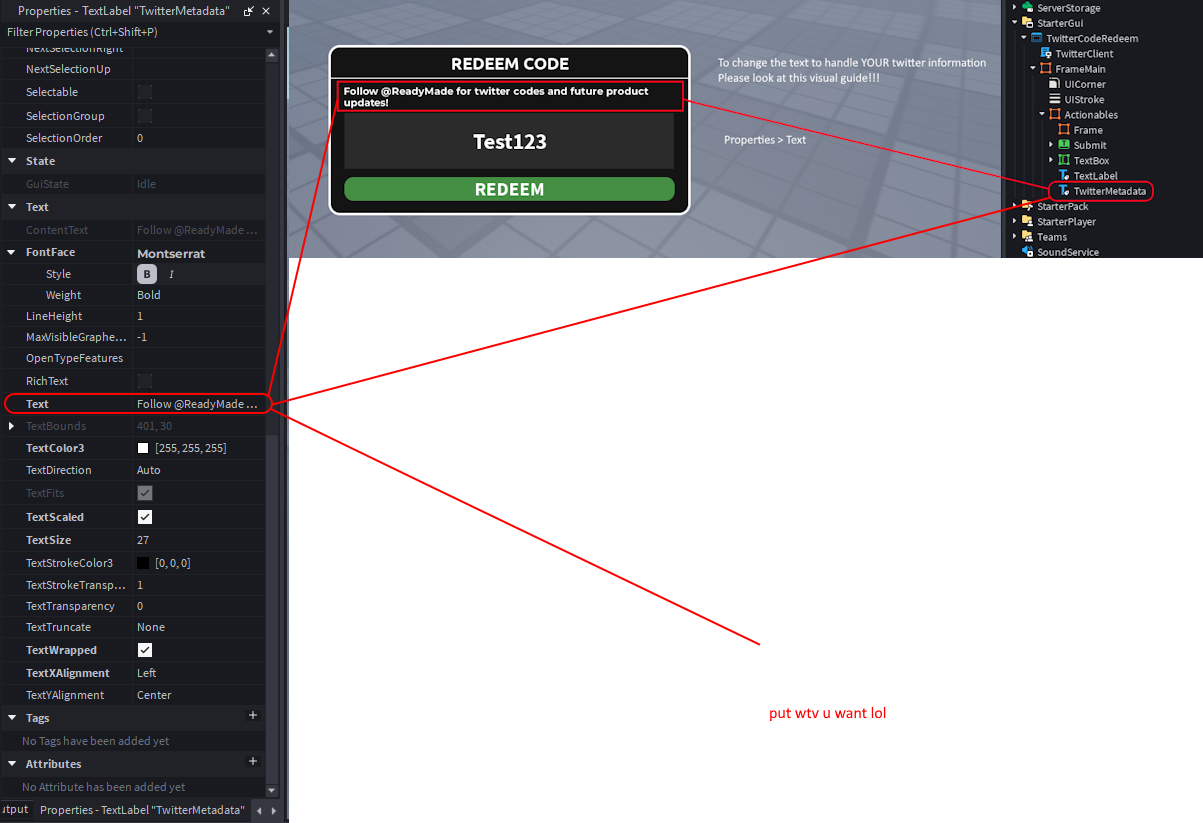 Properties - TextLabel "TwitterMetadata"
Filter Properties (Ctrl+Shift+P)
NextSelectionRight
NextSelectionUp
Selectable
SelectionGroup
SelectionOrder 0
State
GuiState Idle
Text
ContentText Follow @ReadyMade ...
FontFace Montserrat
Style B I
Weight Bold
LineHeight 1
MaxVisibleGraphe... -1
OpenTypeFeatures
RichText
Text Follow @ReadyMade ...
TextBounds 401, 30
TextColor3 [255, 255, 255]
TextDirection Auto
TextFits
TextScaled
TextSize 27
TextStrokeColor3 [0, 0, 0]
TextStrokeTransp... 1
TextTransparency 0
TextTruncate None
TextWrapped
TextXAlignment Left
TextYAlignment Center
Tags
No Tags have been added yet
Attributes
No Attribute has been added yet
utput Properties - TextLabel "TwitterMetadata"
REDEEM CODE
Follow @ReadyMade for twitter codes and future product
updates!
Test123
REDEEM
To change the text to handle YOUR twitter information
Please look at this visual guide!!!
Properties > Text
ServerStorage
StarterGui
TwitterCodeRedeem
TwitterClient
FrameMain
UICorner
UIStroke
Actionables
Frame
Submit
TextBox
TextLabel
TwitterMetadata
StarterPack
StarterPlayer
Teams
SoundService
put wtv u want lol